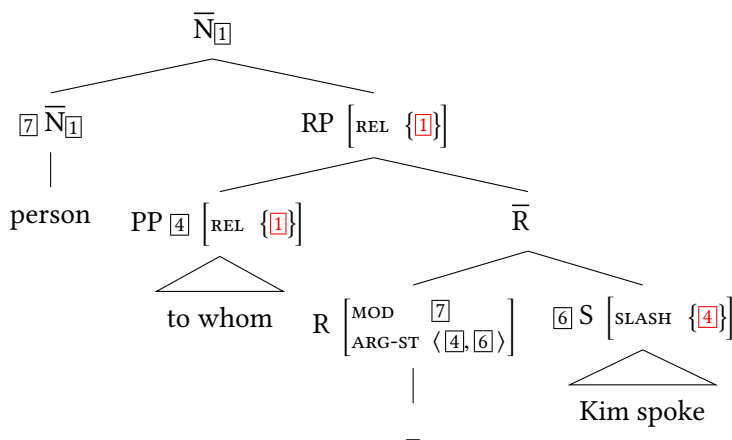 N̅[1]
[7] N̅[1] RP [REL {[1]}]
person PP [4] [REL {[1]}] R̅
to whom R [MOD [7] ARG-ST ⟨[4], [6]⟩] [6] S [SLASH {[4]}]
Kim spoke